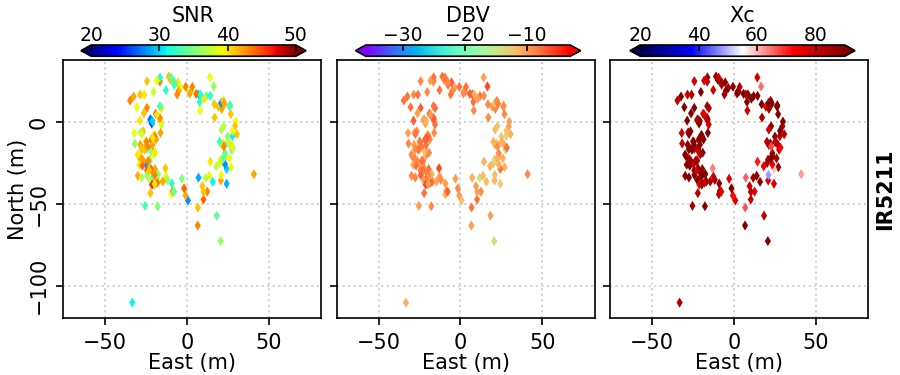 SNR DBV Xc
20 30 40 50 −30 −20 −10 20 40 60 80
North (m)
0
−50
−100
−50 0 50 −50 0 50 −50 0 50
East (m) East (m) East (m)
IR5211